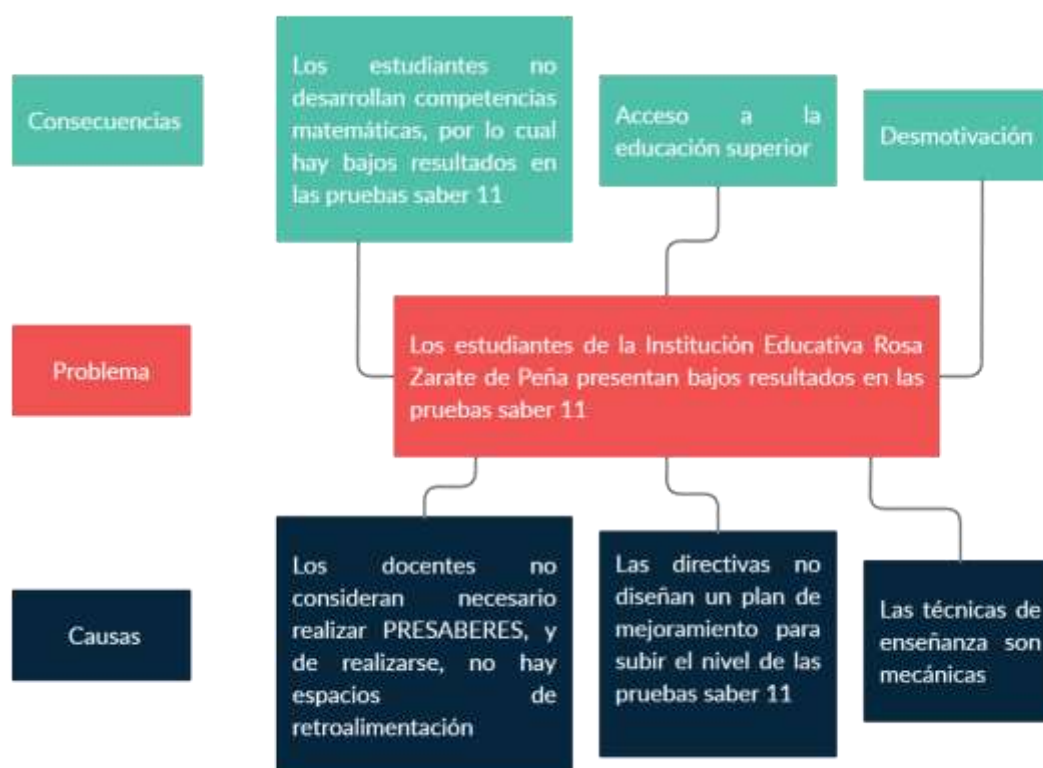 Consecuencias
Los estudiantes no
desarrollan competencias
matemáticas, por lo cual
hay bajos resultados en
las pruebas saber 11
Acceso a la
educación superior
Desmotivación
Problema
Los estudiantes de la Institución Educativa Rosa
Zarate de Peña presentan bajos resultados en las
pruebas saber 11
Causas
Los docentes no
consideran necesario
realizar PRESABERES, y
de realizarse, no hay
espacios de
retroalimentación
Las directivas no
diseñan un plan de
mejoramiento para
subir el nivel de las
pruebas saber 11
Las técnicas de
enseñanza son
mecánicas